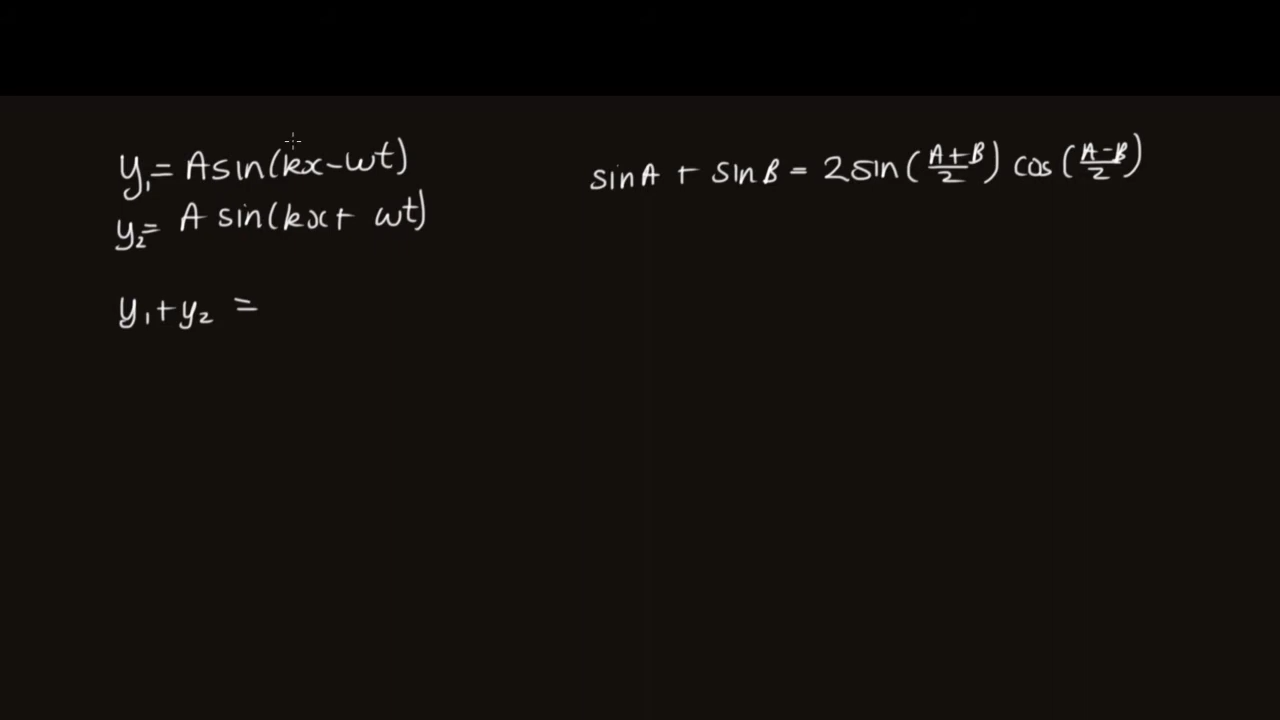 y₁= Asin(kx-ωt)
sinA + sinB = 2sin(A+B/2) cos(A-B/2)
y₂= A sin(kx+ ωt)
y₁+y₂ =